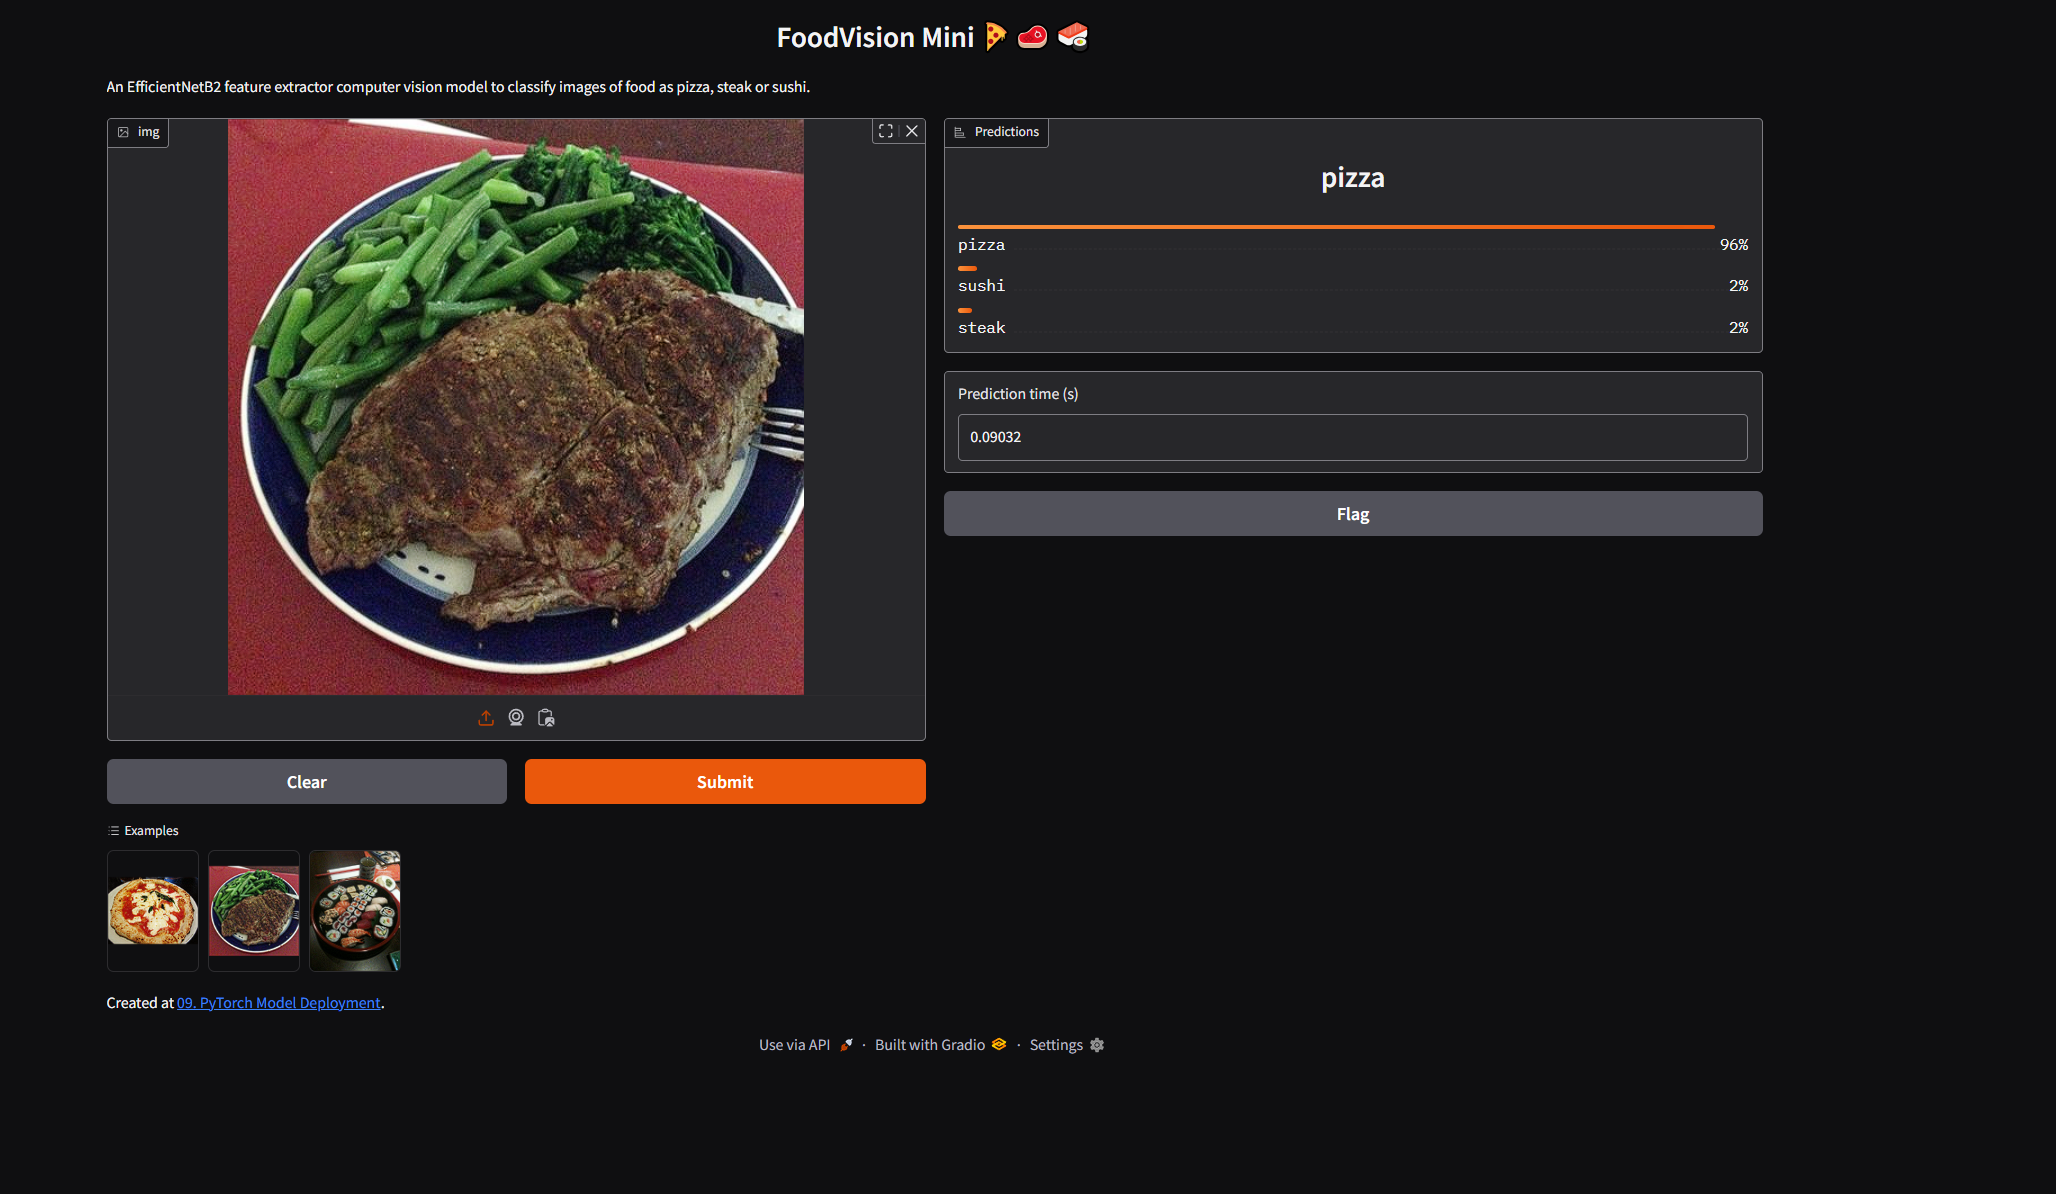 FoodVision Mini 🍕 🥩 🍣
An EfficientNetB2 feature extractor computer vision model to classify images of food as pizza, steak or sushi.
img
Predictions
pizza
pizza 96%
sushi 2%
steak 2%
Prediction time (s)
0.09032
Flag
Clear
Submit
Examples
Created at 09. PyTorch Model Deployment.
Use via API · Built with Gradio · Settings